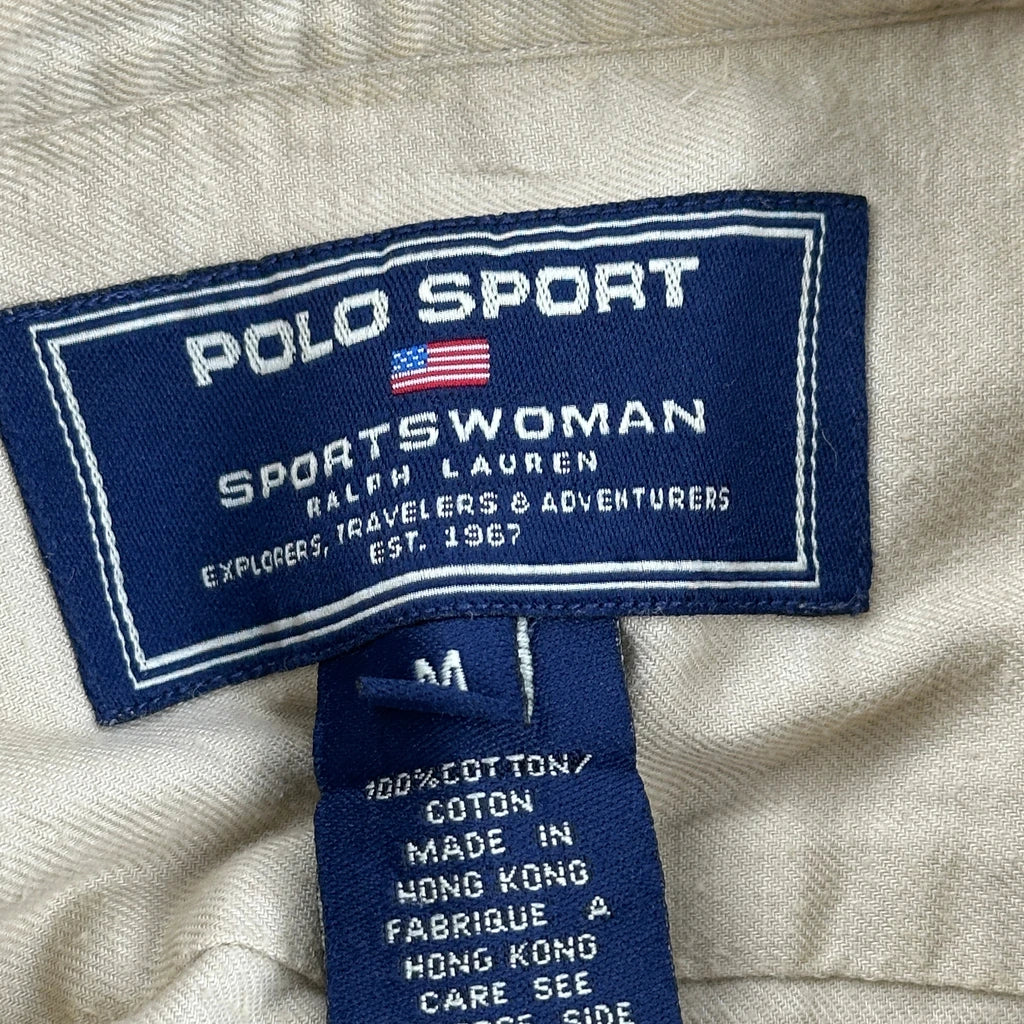 POLO SPORT
SPORTSWOMAN
RALPH LAUREN
EXPLORERS, TRAVELERS & ADVENTURERS
EST. 1967
M
100% COTTON/
COTON
MADE IN
HONG KONG
FABRIQUE A
HONG KONG
CARE SEE
SIDE